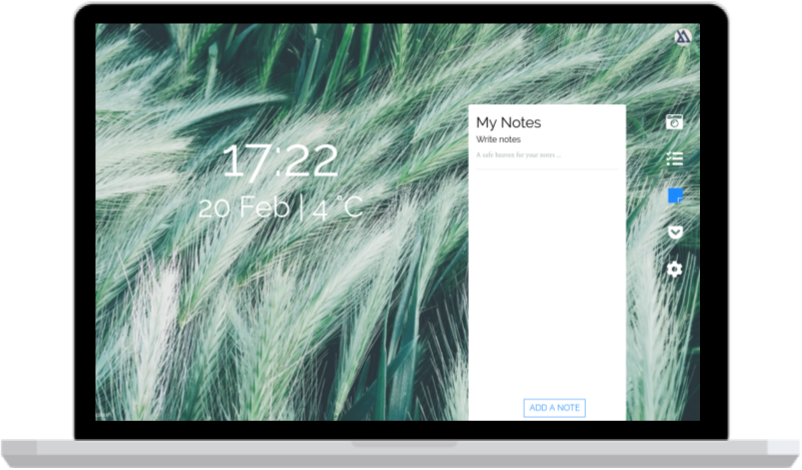 17:22
20 Feb | 4 °C
My Notes
Write notes
A safe heaven for your notes ...
ADD A NOTE